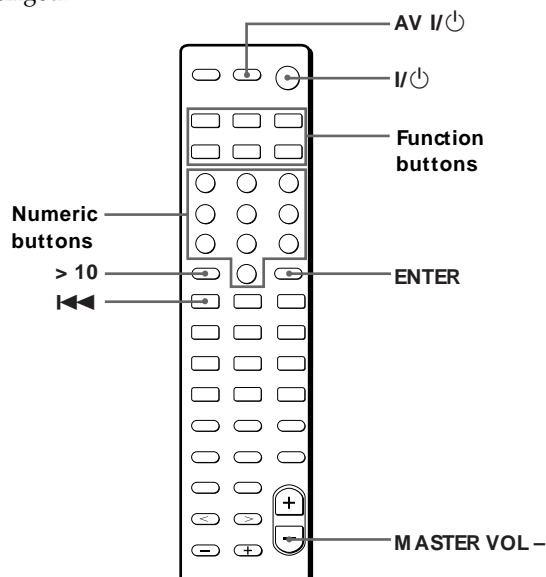 AV I/⏻
I/⏻
Function
buttons
Numeric
buttons
> 10
ENTER
⏮
+
–
< >
– +
MASTER VOL –